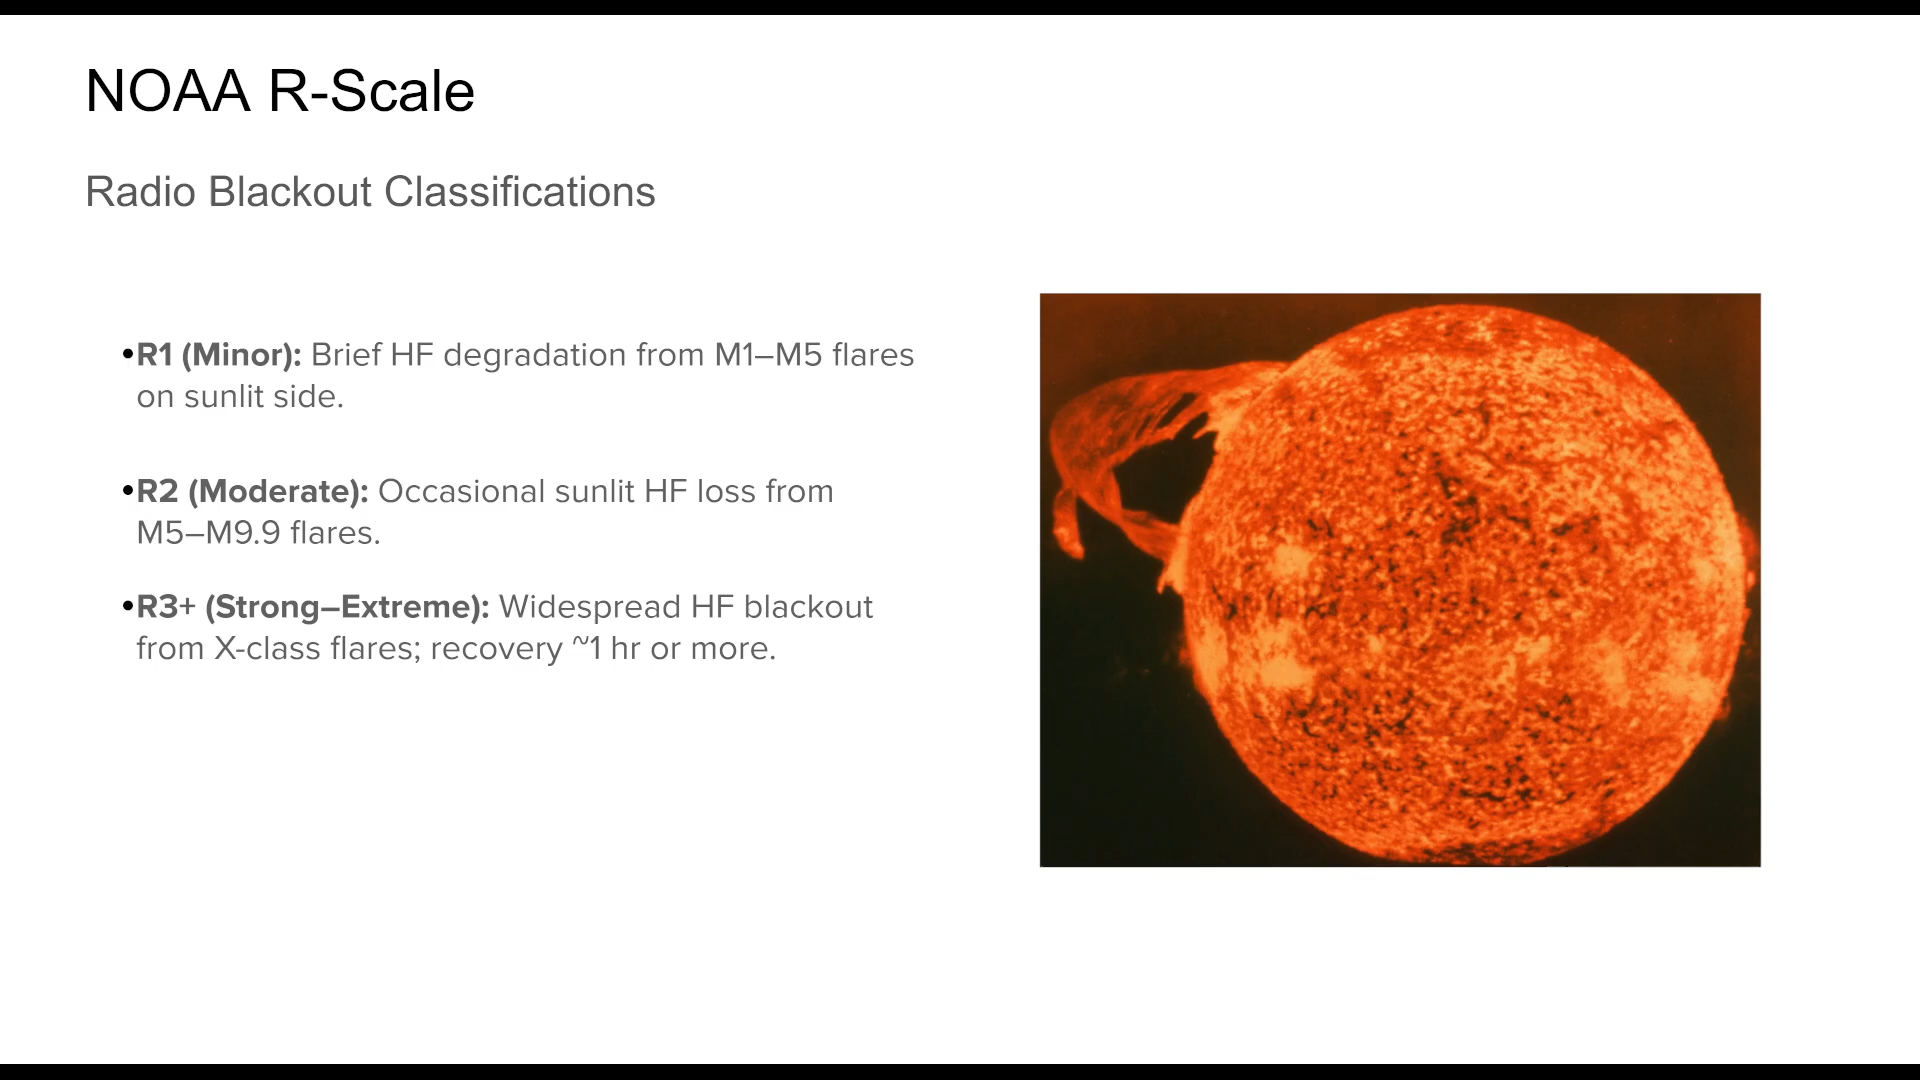 NOAA R-Scale
Radio Blackout Classifications
•R1 (Minor): Brief HF degradation from M1–M5 flares
on sunlit side.
•R2 (Moderate): Occasional sunlit HF loss from
M5–M9.9 flares.
•R3+ (Strong–Extreme): Widespread HF blackout
from X-class flares; recovery ~1 hr or more.